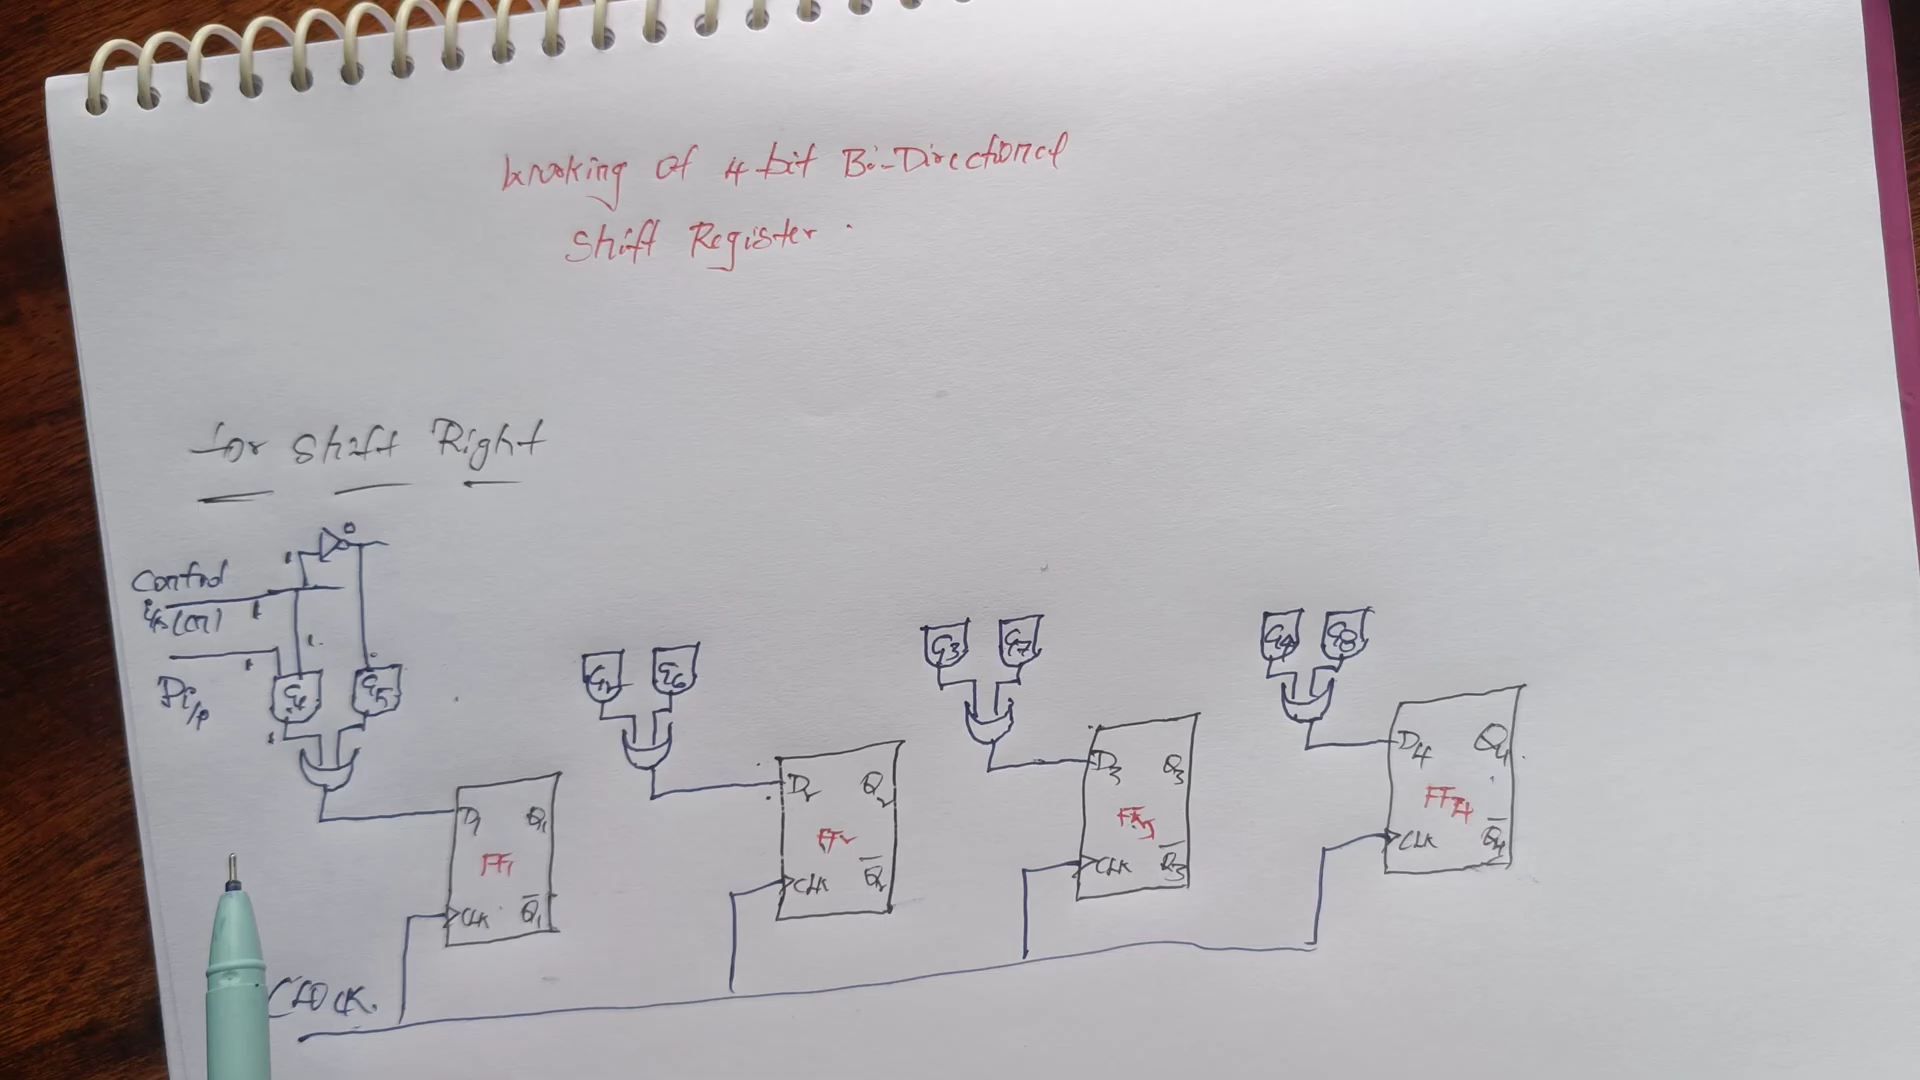 working of 4-bit Bi-Directional
Shift Register.
for Shift Right
Control
Di/p
G5
G2 G6
G3 G7
G4 G8
D1 Q1
FF1
CLK Q̅1
D2 Q2
FF2
CLK Q̅2
D3 Q3
FF3
CLK Q̅3
D4 Q4
FF4
CLK Q̅4
CLOCK.